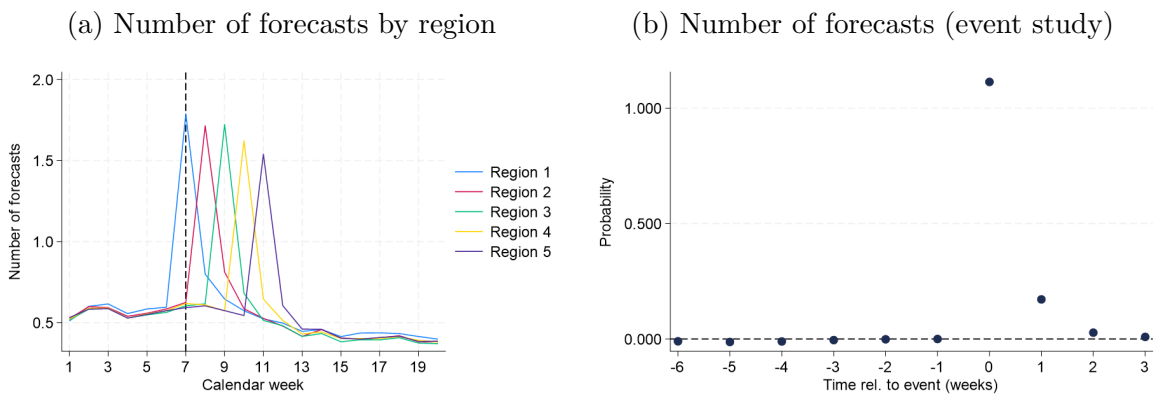 (a) Number of forecasts by region
2.0
1.5
1.0
0.5
Number of forecasts
1 3 5 7 9 11 13 15 17 19
Calendar week
Region 1
Region 2
Region 3
Region 4
Region 5
(b) Number of forecasts (event study)
1.000
0.500
0.000
Probability
-6 -5 -4 -3 -2 -1 0 1 2 3
Time rel. to event (weeks)